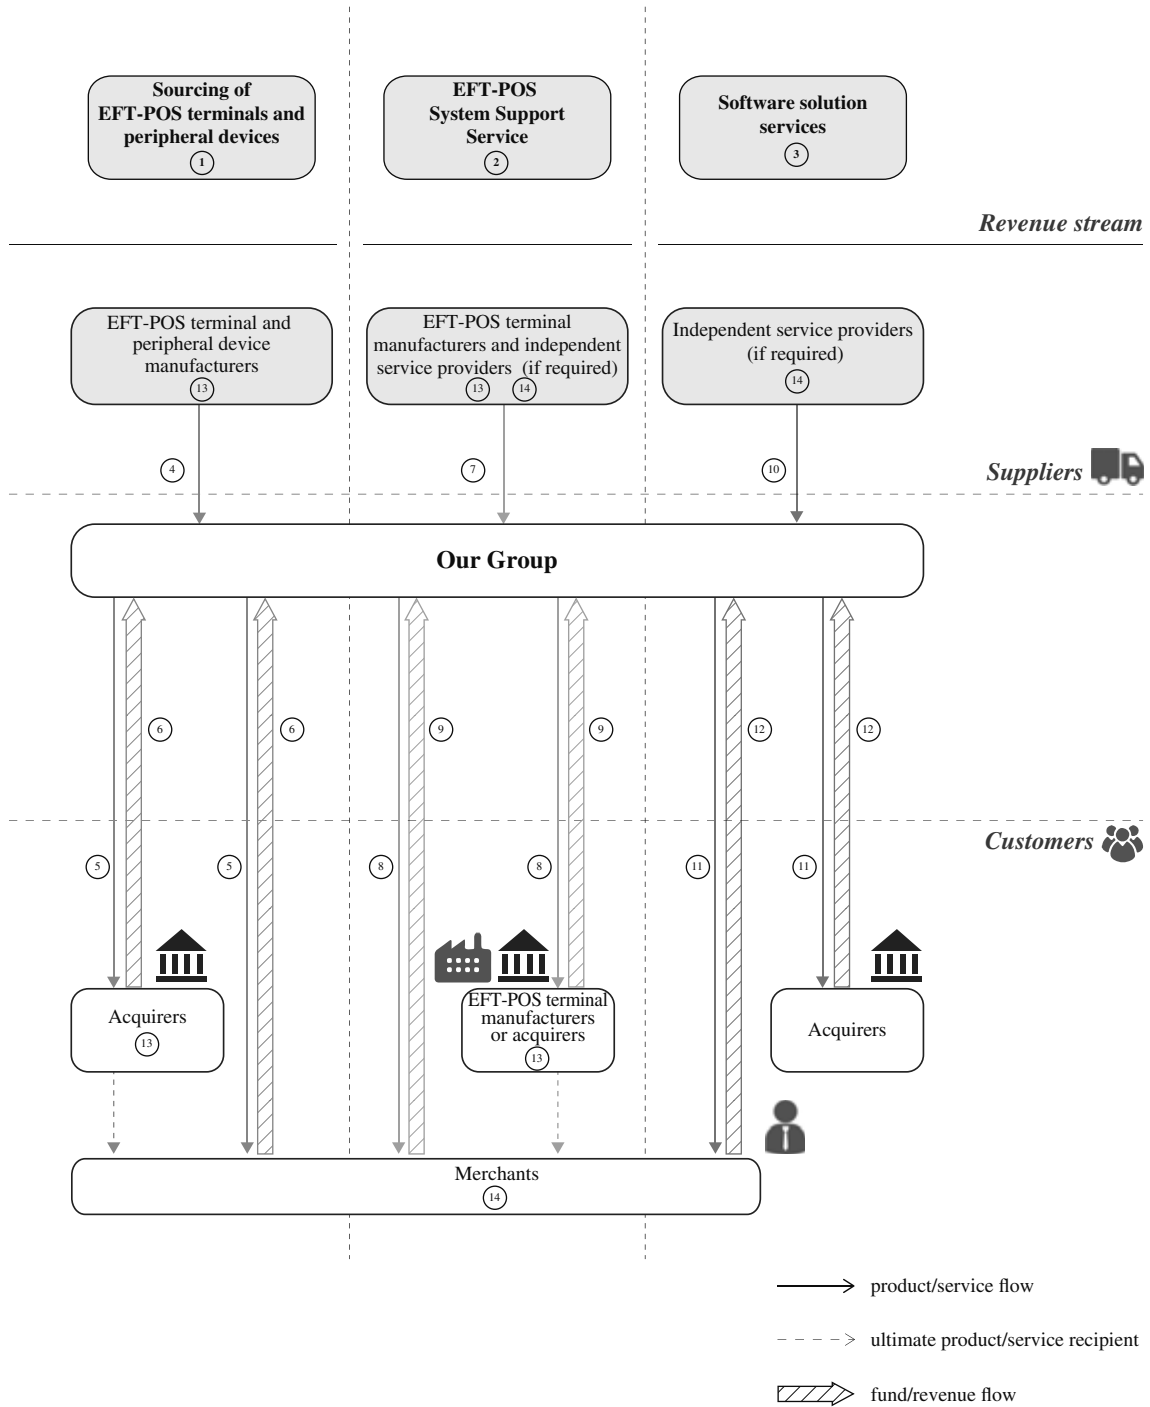 Sourcing of
EFT-POS terminals and
peripheral devices
1
EFT-POS
System Support
Service
2
Software solution
services
3
Revenue stream
EFT-POS terminal and
peripheral device
manufacturers
13
EFT-POS terminal
manufacturers and independent
service providers (if required)
13 14
Independent service providers
(if required)
14
4
7
10
Suppliers
Our Group
6
6
9
9
12
12
Customers
5
5
8
8
11
11
Acquirers
13
EFT-POS terminal
manufacturers
or acquirers
13
Acquirers
Merchants
14
product/service flow
ultimate product/service recipient
fund/revenue flow